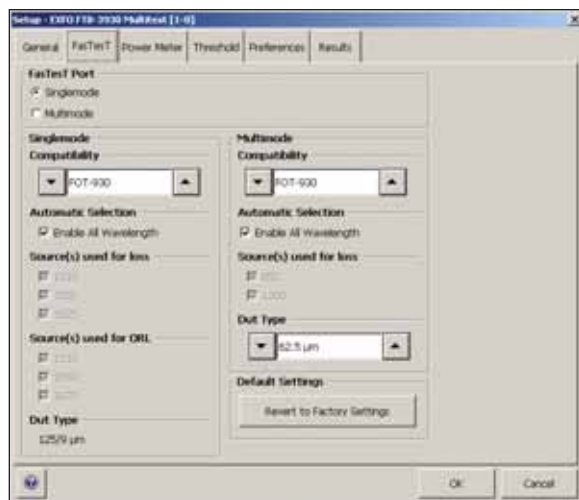 Setup - EXFO FTB-3930 MultiTest [1-0]
General FasTesT Power Meter Threshold Preferences Results
FasTesT Port
Singlemode
Multimode
Singlemode
Compatibility
FOT-930
Automatic Selection
Enable All Wavelength
Source(s) used for loss
Source(s) used for ORL
Dut Type
125/9 µm
Multimode
Compatibility
FOT-930
Automatic Selection
Enable All Wavelength
Source(s) used for loss
1300
Dut Type
62.5 µm
Default Settings
Revert to Factory Settings
OK Cancel